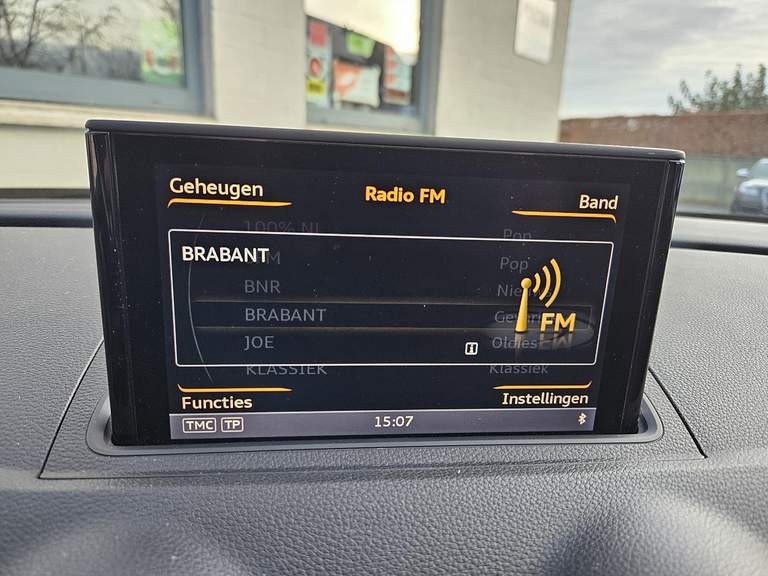 Geheugen Radio FM Band
100% NL Pop
BRABANT
Pop
BNR
BRABANT
FM
JOE Oldies
KLASSIEK Klassiek
Functies Instellingen
TMC TP 15:07